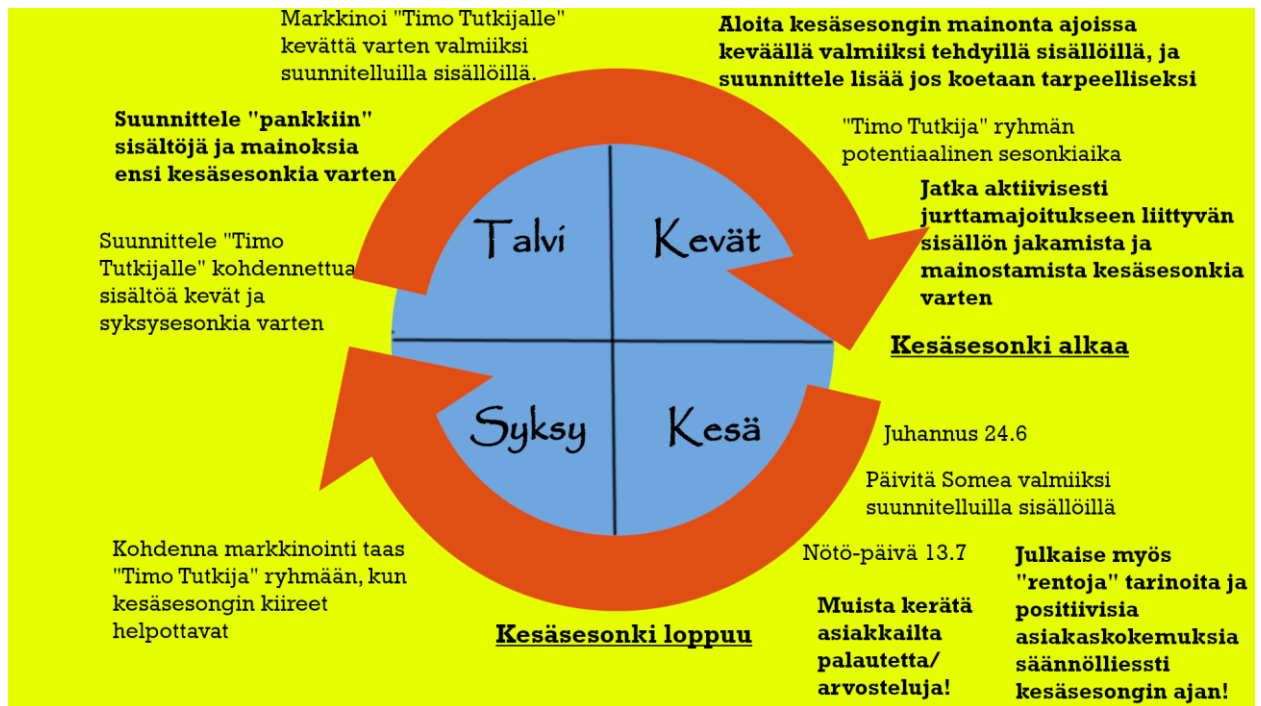 Markkinoi "Timo Tutkijalle"
kevättä varten valmiiksi
suunnitelluilla sisällöillä.
Aloita kesäsesongin mainonta ajoissa
keväällä valmiiksi tehdyillä sisällöillä, ja
suunnittele lisää jos koetaan tarpeelliseksi
Suunnittele "pankkiin"
sisältöjä ja mainoksia
ensi kesäsesonkia varten
"Timo Tutkija" ryhmän
potentiaalinen sesonkiaika
Jatka aktiivisesti
jurttamajoitukseen liittyvän
sisällön jakamista ja
mainostamista kesäsesonkia
varten
Suunnittele "Timo
Tutkijalle" kohdennettua
sisältöä kevät ja
syksysesonkia varten
Talvi
Kevät
Kesäsesonki alkaa
Syksy
Kesä
Juhannus 24.6
Päivitä Somea valmiiksi
suunnitelluilla sisällöillä
Kohdenna markkinointi taas
"Timo Tutkija" ryhmään, kun
kesäsesongin kiireet
helpottavat
Nötö-päivä 13.7
Muista kerätä
asiakkailta
palautetta/
arvosteluja!
Julkaise myös
"rentoja" tarinoita ja
positiivisia
asiakaskokemuksia
säännölliessti
kesäsesongin ajan!
Kesäsesonki loppuu